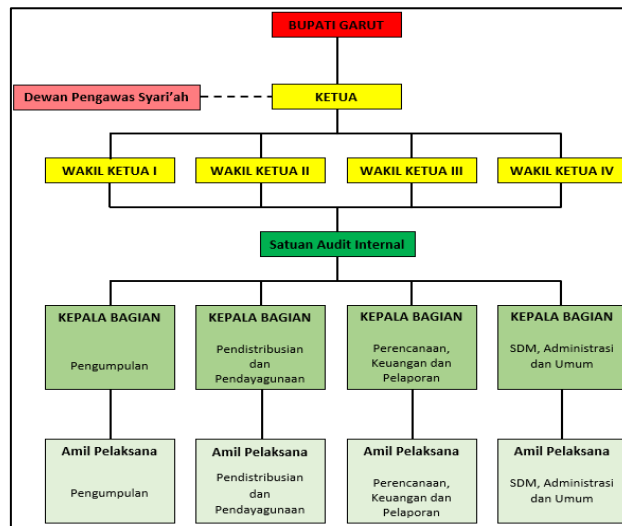 BUPATI GARUT
Dewan Pengawas Syari'ah
KETUA
WAKIL KETUA I
WAKIL KETUA II
WAKIL KETUA III
WAKIL KETUA IV
Satuan Audit Internal
KEPALA BAGIAN
Pengumpulan
KEPALA BAGIAN
Pendistribusian
dan
Pendayagunaan
KEPALA BAGIAN
Perencanaan,
Keuangan dan
Pelaporan
KEPALA BAGIAN
SDM, Administrasi
dan Umum
Amil Pelaksana
Pengumpulan
Amil Pelaksana
Pendistribusian
dan
Pendayagunaan
Amil Pelaksana
Perencanaan,
Keuangan dan
Pelaporan
Amil Pelaksana
SDM, Administrasi
dan Umum